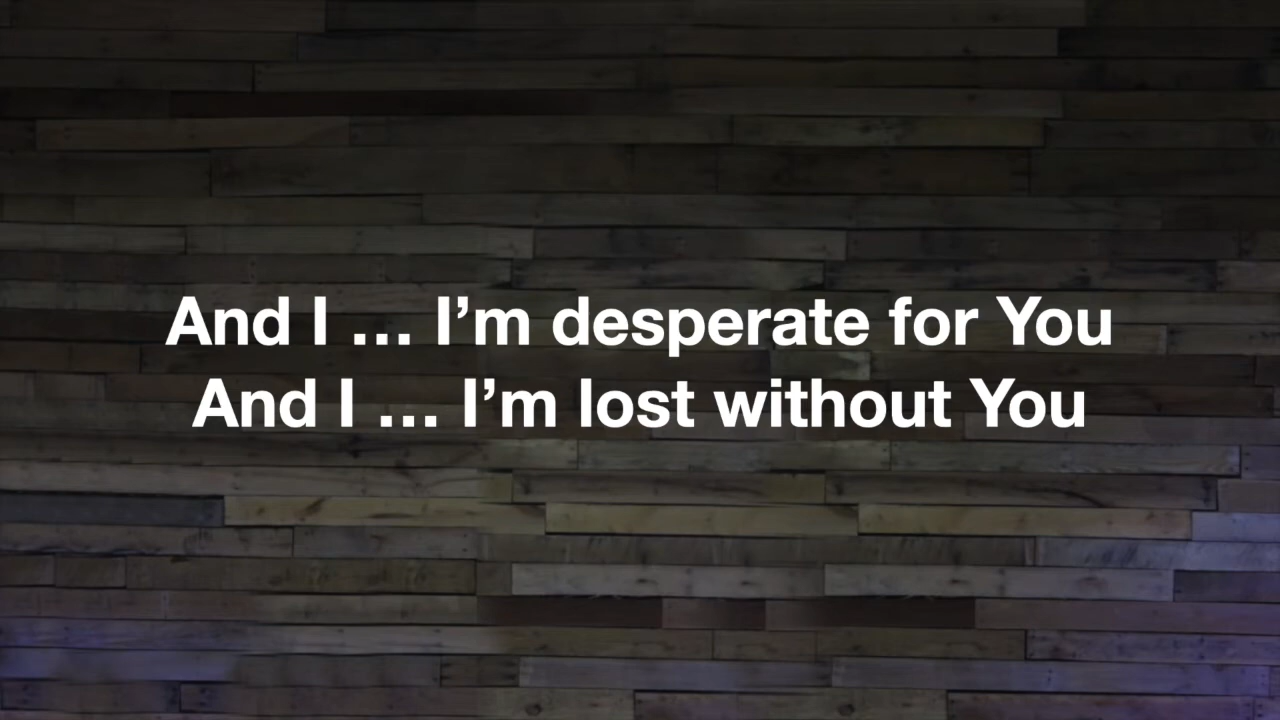 And I ... I’m desperate for You
And I ... I’m lost without You